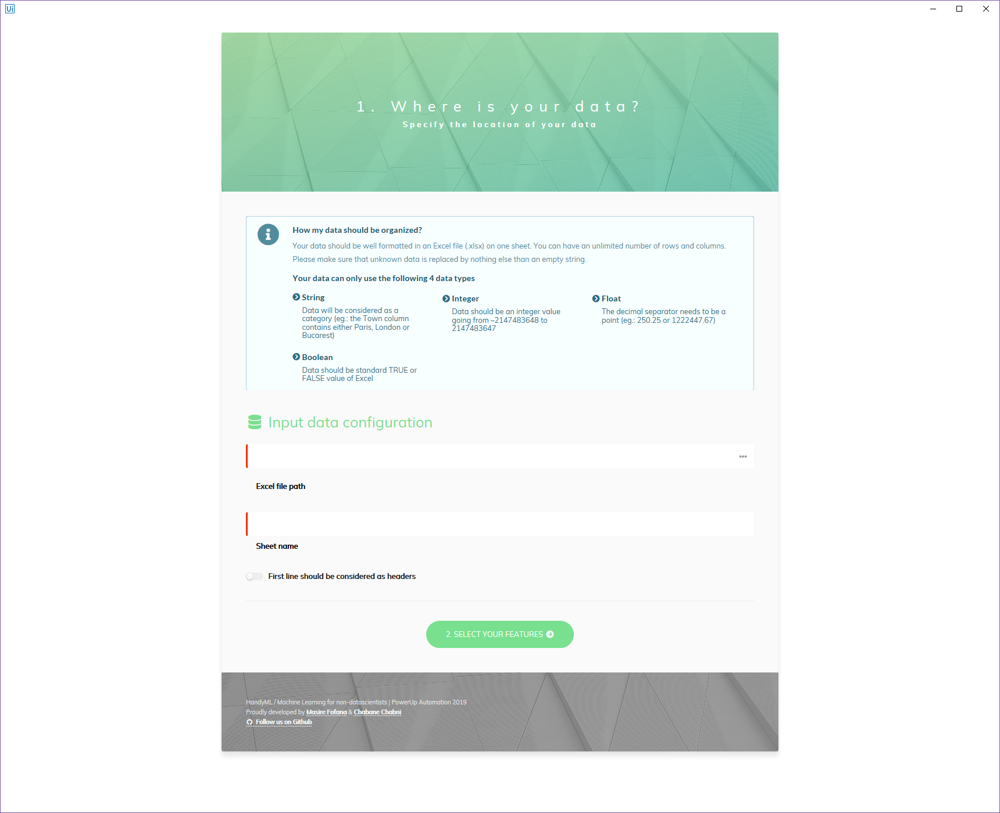 Ui
1. Where is your data?
Specify the location of your data
How my data should be organized?
Your data should be well formatted in an Excel file (.xlsx) on one sheet. You can have an unlimited number of rows and columns.
Please make sure that unknown data is replaced by nothing else than an empty string.
Your data can only use the following 4 data types
String
Data will be considered as a
category (eg.: the Town column
contains either Paris, London or
Bucarest)
Integer
Data should be an integer value
going from –2147483648 to
2147483647
Float
The decimal separator needs to be a
point (eg.: 250.25 or 1222447.67)
Boolean
Data should be standard TRUE or
FALSE value of Excel
Input data configuration
Excel file path
Sheet name
First line should be considered as headers
2. SELECT YOUR FEATURES
HandyML / Machine Learning for non-datascientists | PowerUp Automation 2019
Proudly developed by Masire Fofana & Chabane Chabni
Follow us on Github